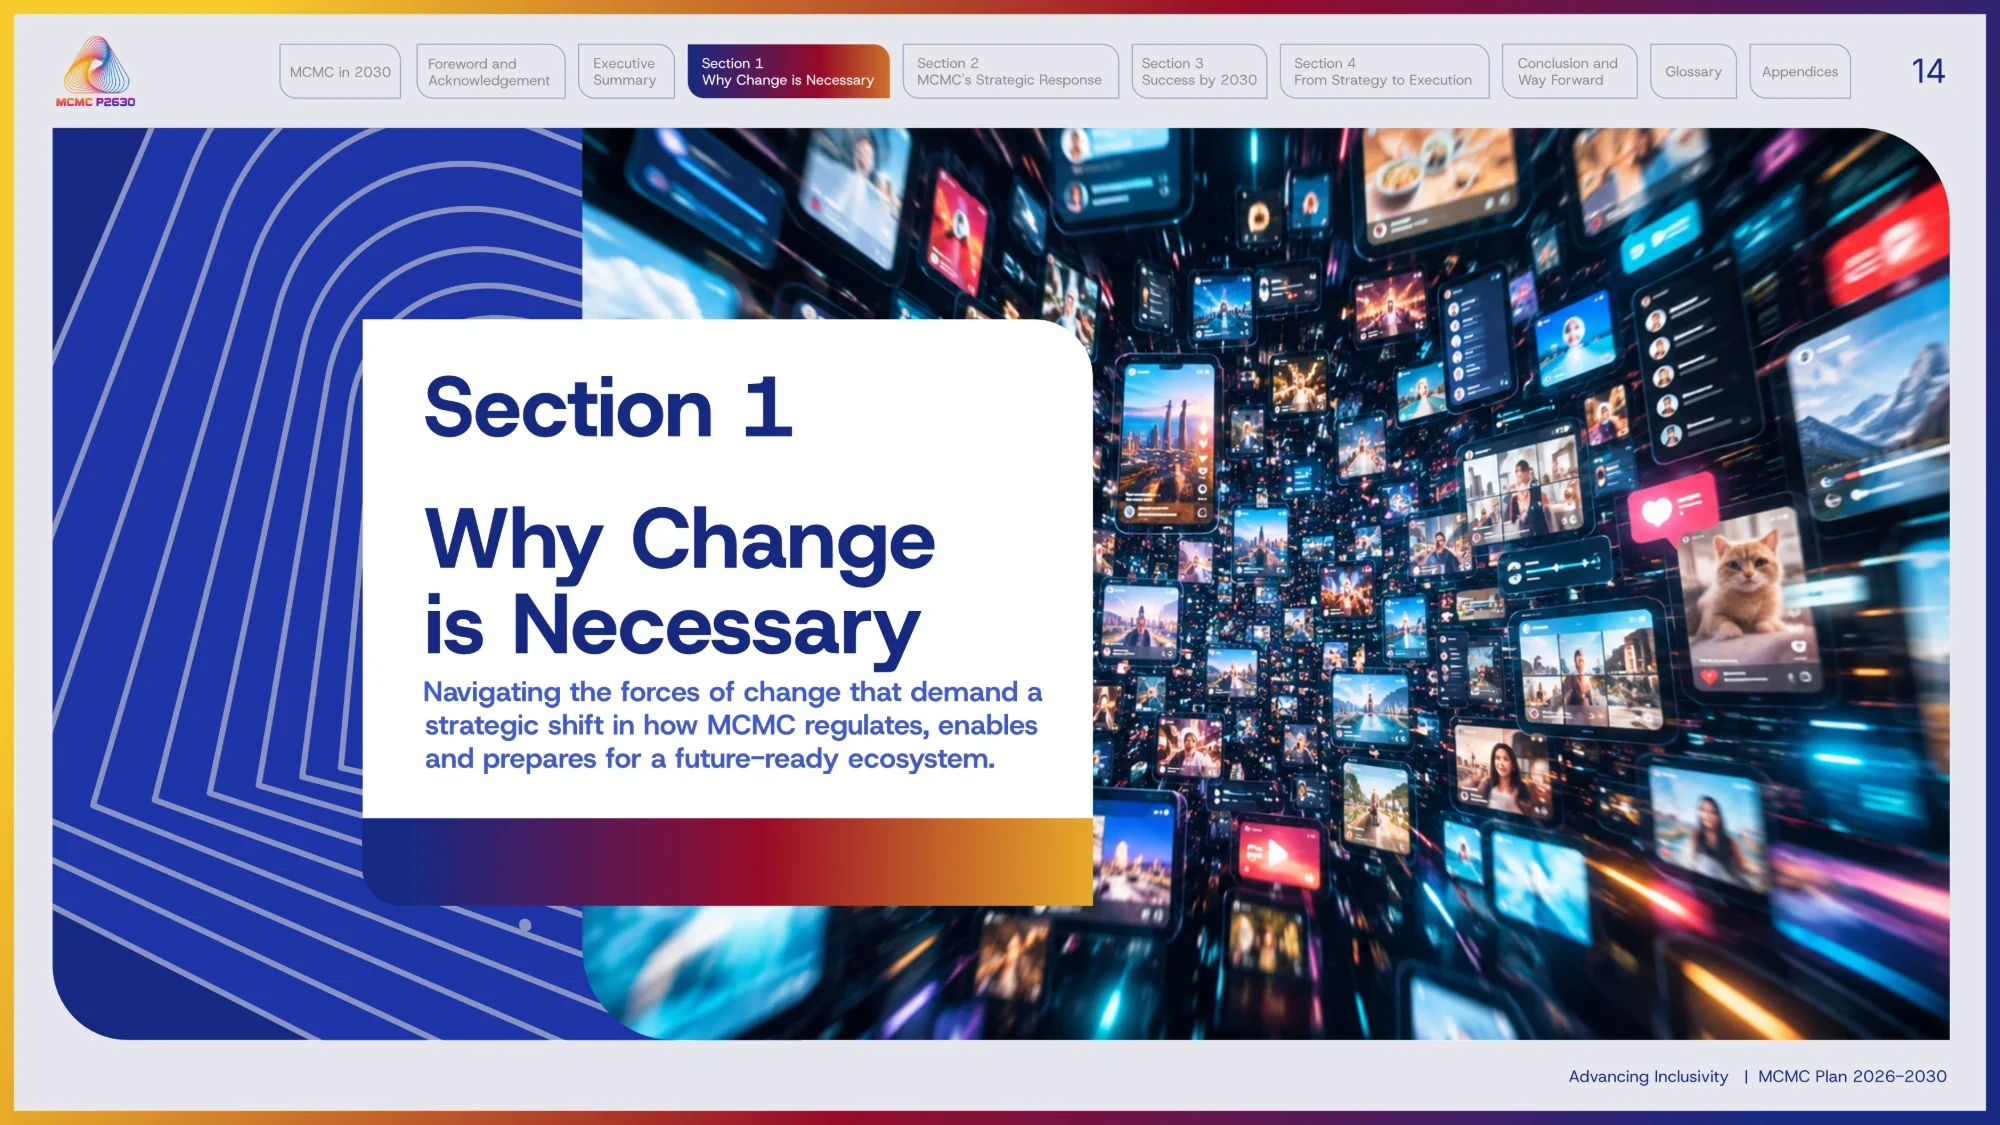 MCMC P2630
MCMC in 2030
Foreword and
Acknowledgement
Executive
Summary
Section 1
Why Change is Necessary
Section 2
MCMC's Strategic Response
Section 3
Success by 2030
Section 4
From Strategy to Execution
Conclusion and
Way Forward
Glossary
Appendices
14
Section 1
Why Change
is Necessary
Navigating the forces of change that demand a
strategic shift in how MCMC regulates, enables
and prepares for a future-ready ecosystem.
Advancing Inclusivity | MCMC Plan 2026-2030